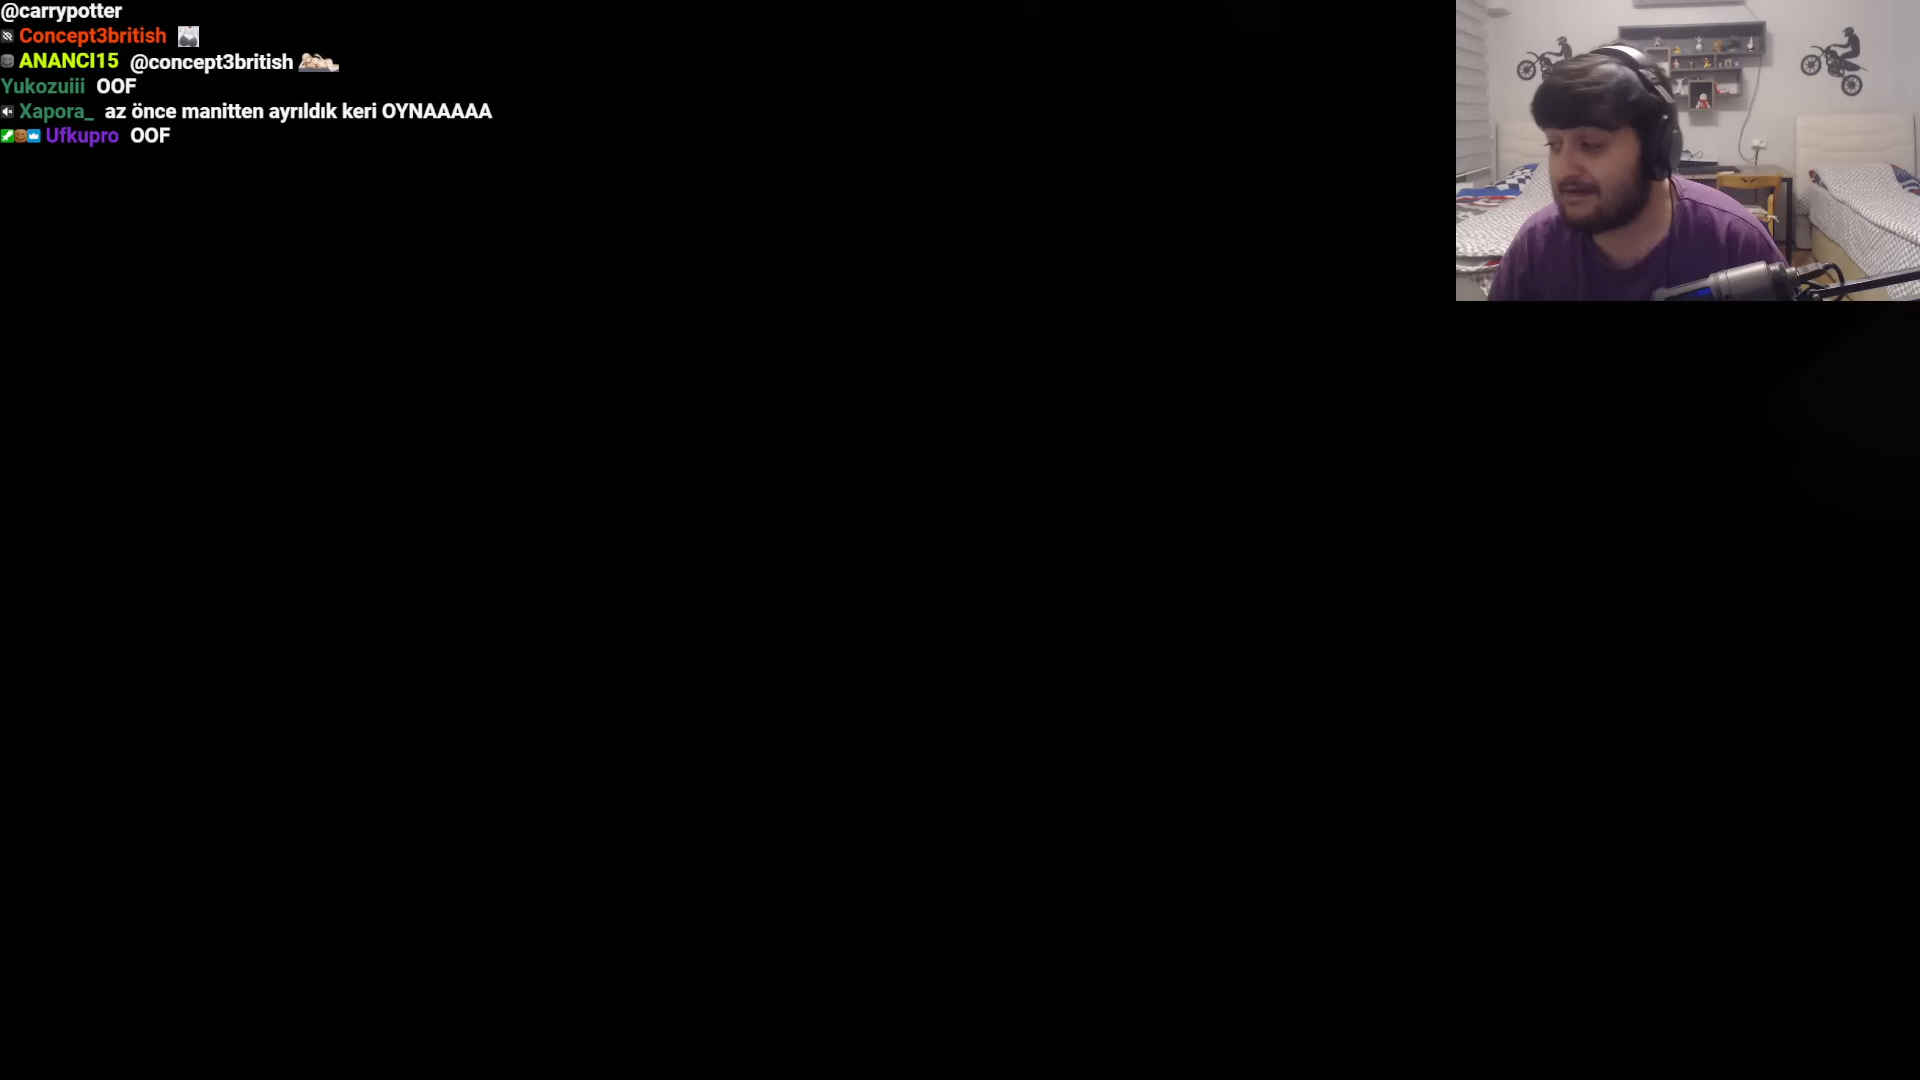 @carrypotter
Concept3british
ANANCI15 @concept3british
Yukozuiii OOF
Xapora_ az önce manitten ayrıldık keri OYNAAAAA
Ufkupro OOF